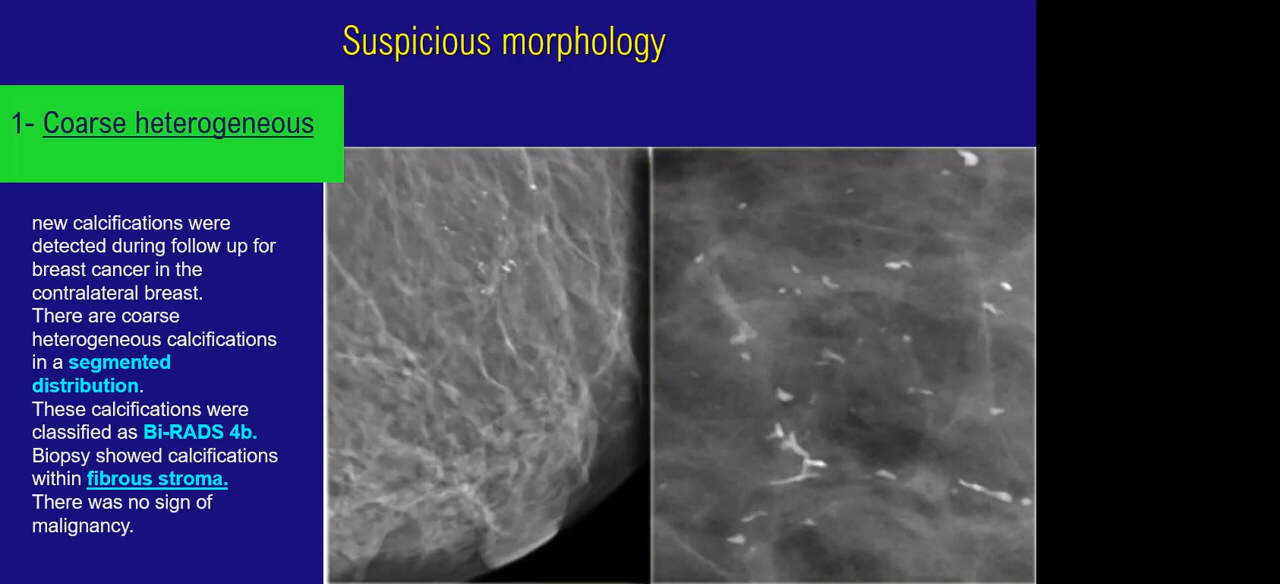 Suspicious morphology
1- Coarse heterogeneous
new calcifications were
detected during follow up for
breast cancer in the
contralateral breast.
There are coarse
heterogeneous calcifications
in a segmented
distribution.
These calcifications were
classified as Bi-RADS 4b.
Biopsy showed calcifications
within fibrous stroma.
There was no sign of
malignancy.